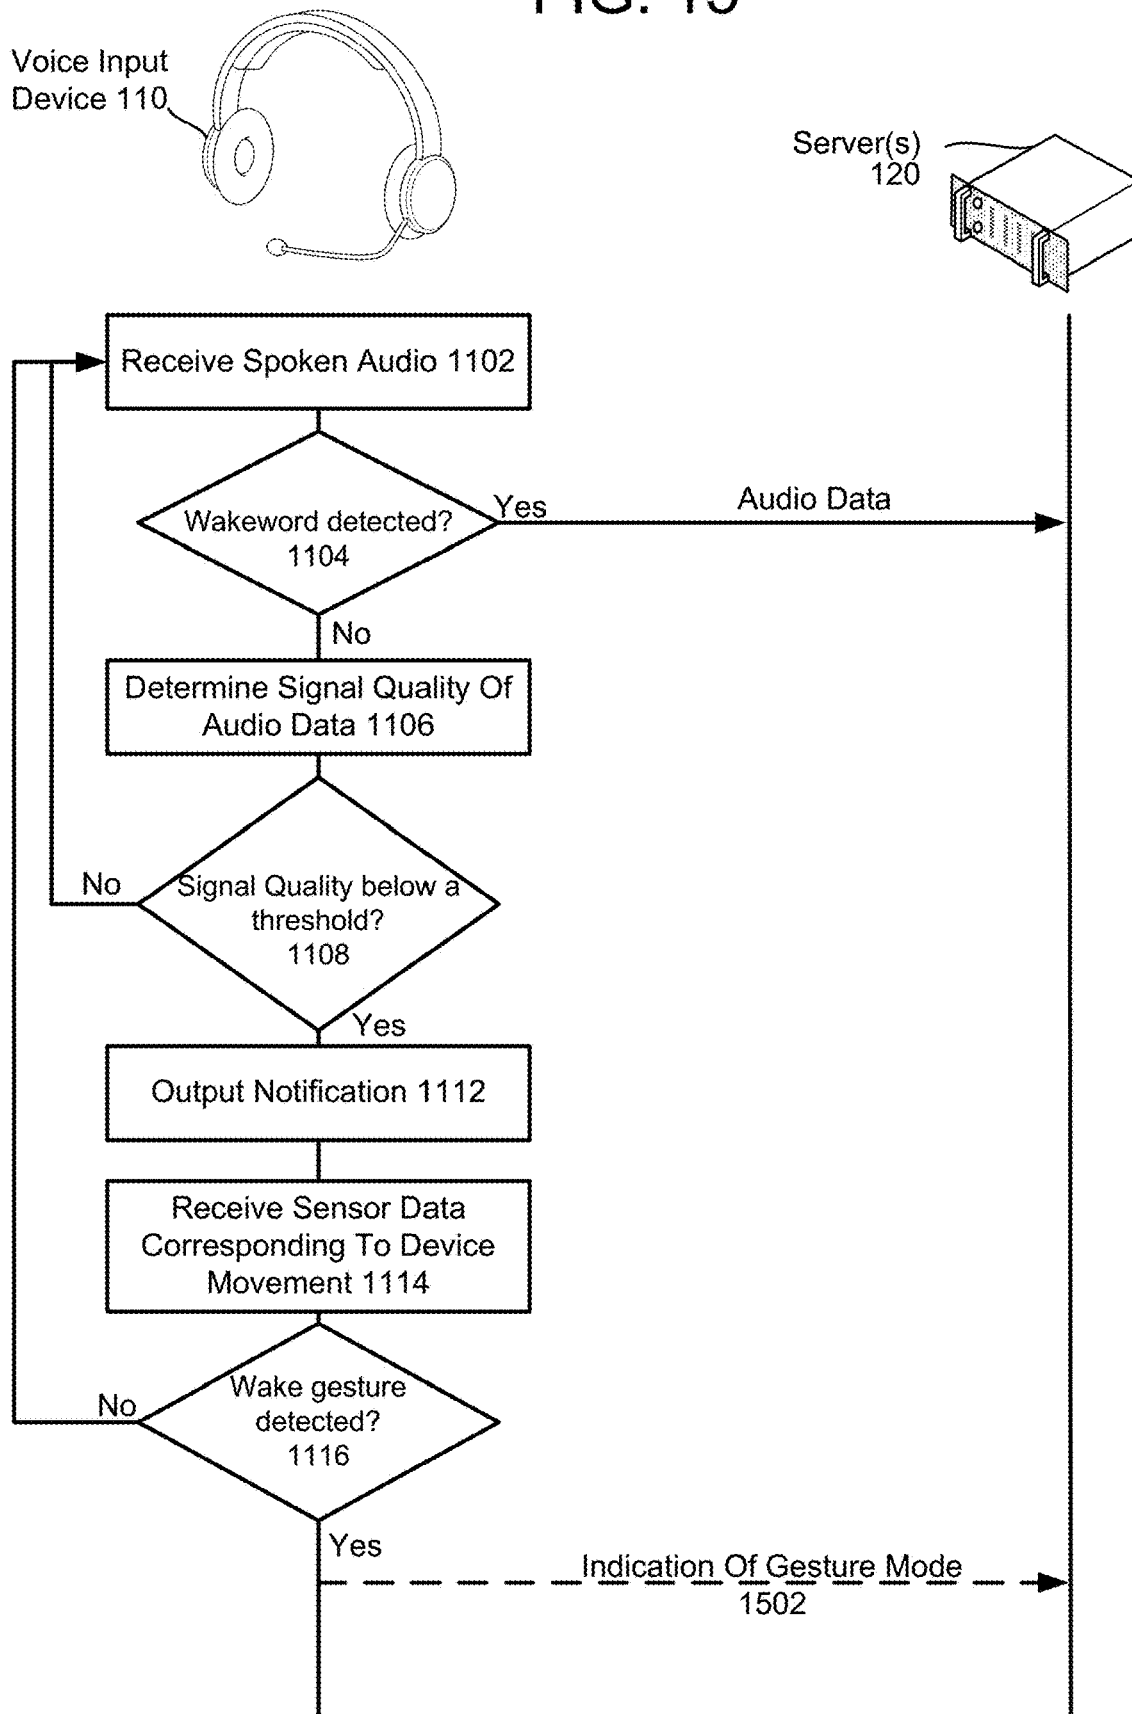 FIG. 15
Voice Input
Device 110
Server(s)
120
Receive Spoken Audio 1102
Wakeword detected?
1104
Yes
Audio Data
No
Determine Signal Quality Of
Audio Data 1106
No
Signal Quality below a
threshold?
1108
Yes
Output Notification 1112
Receive Sensor Data
Corresponding To Device
Movement 1114
No
Wake gesture
detected?
1116
Yes
Indication Of Gesture Mode
1502